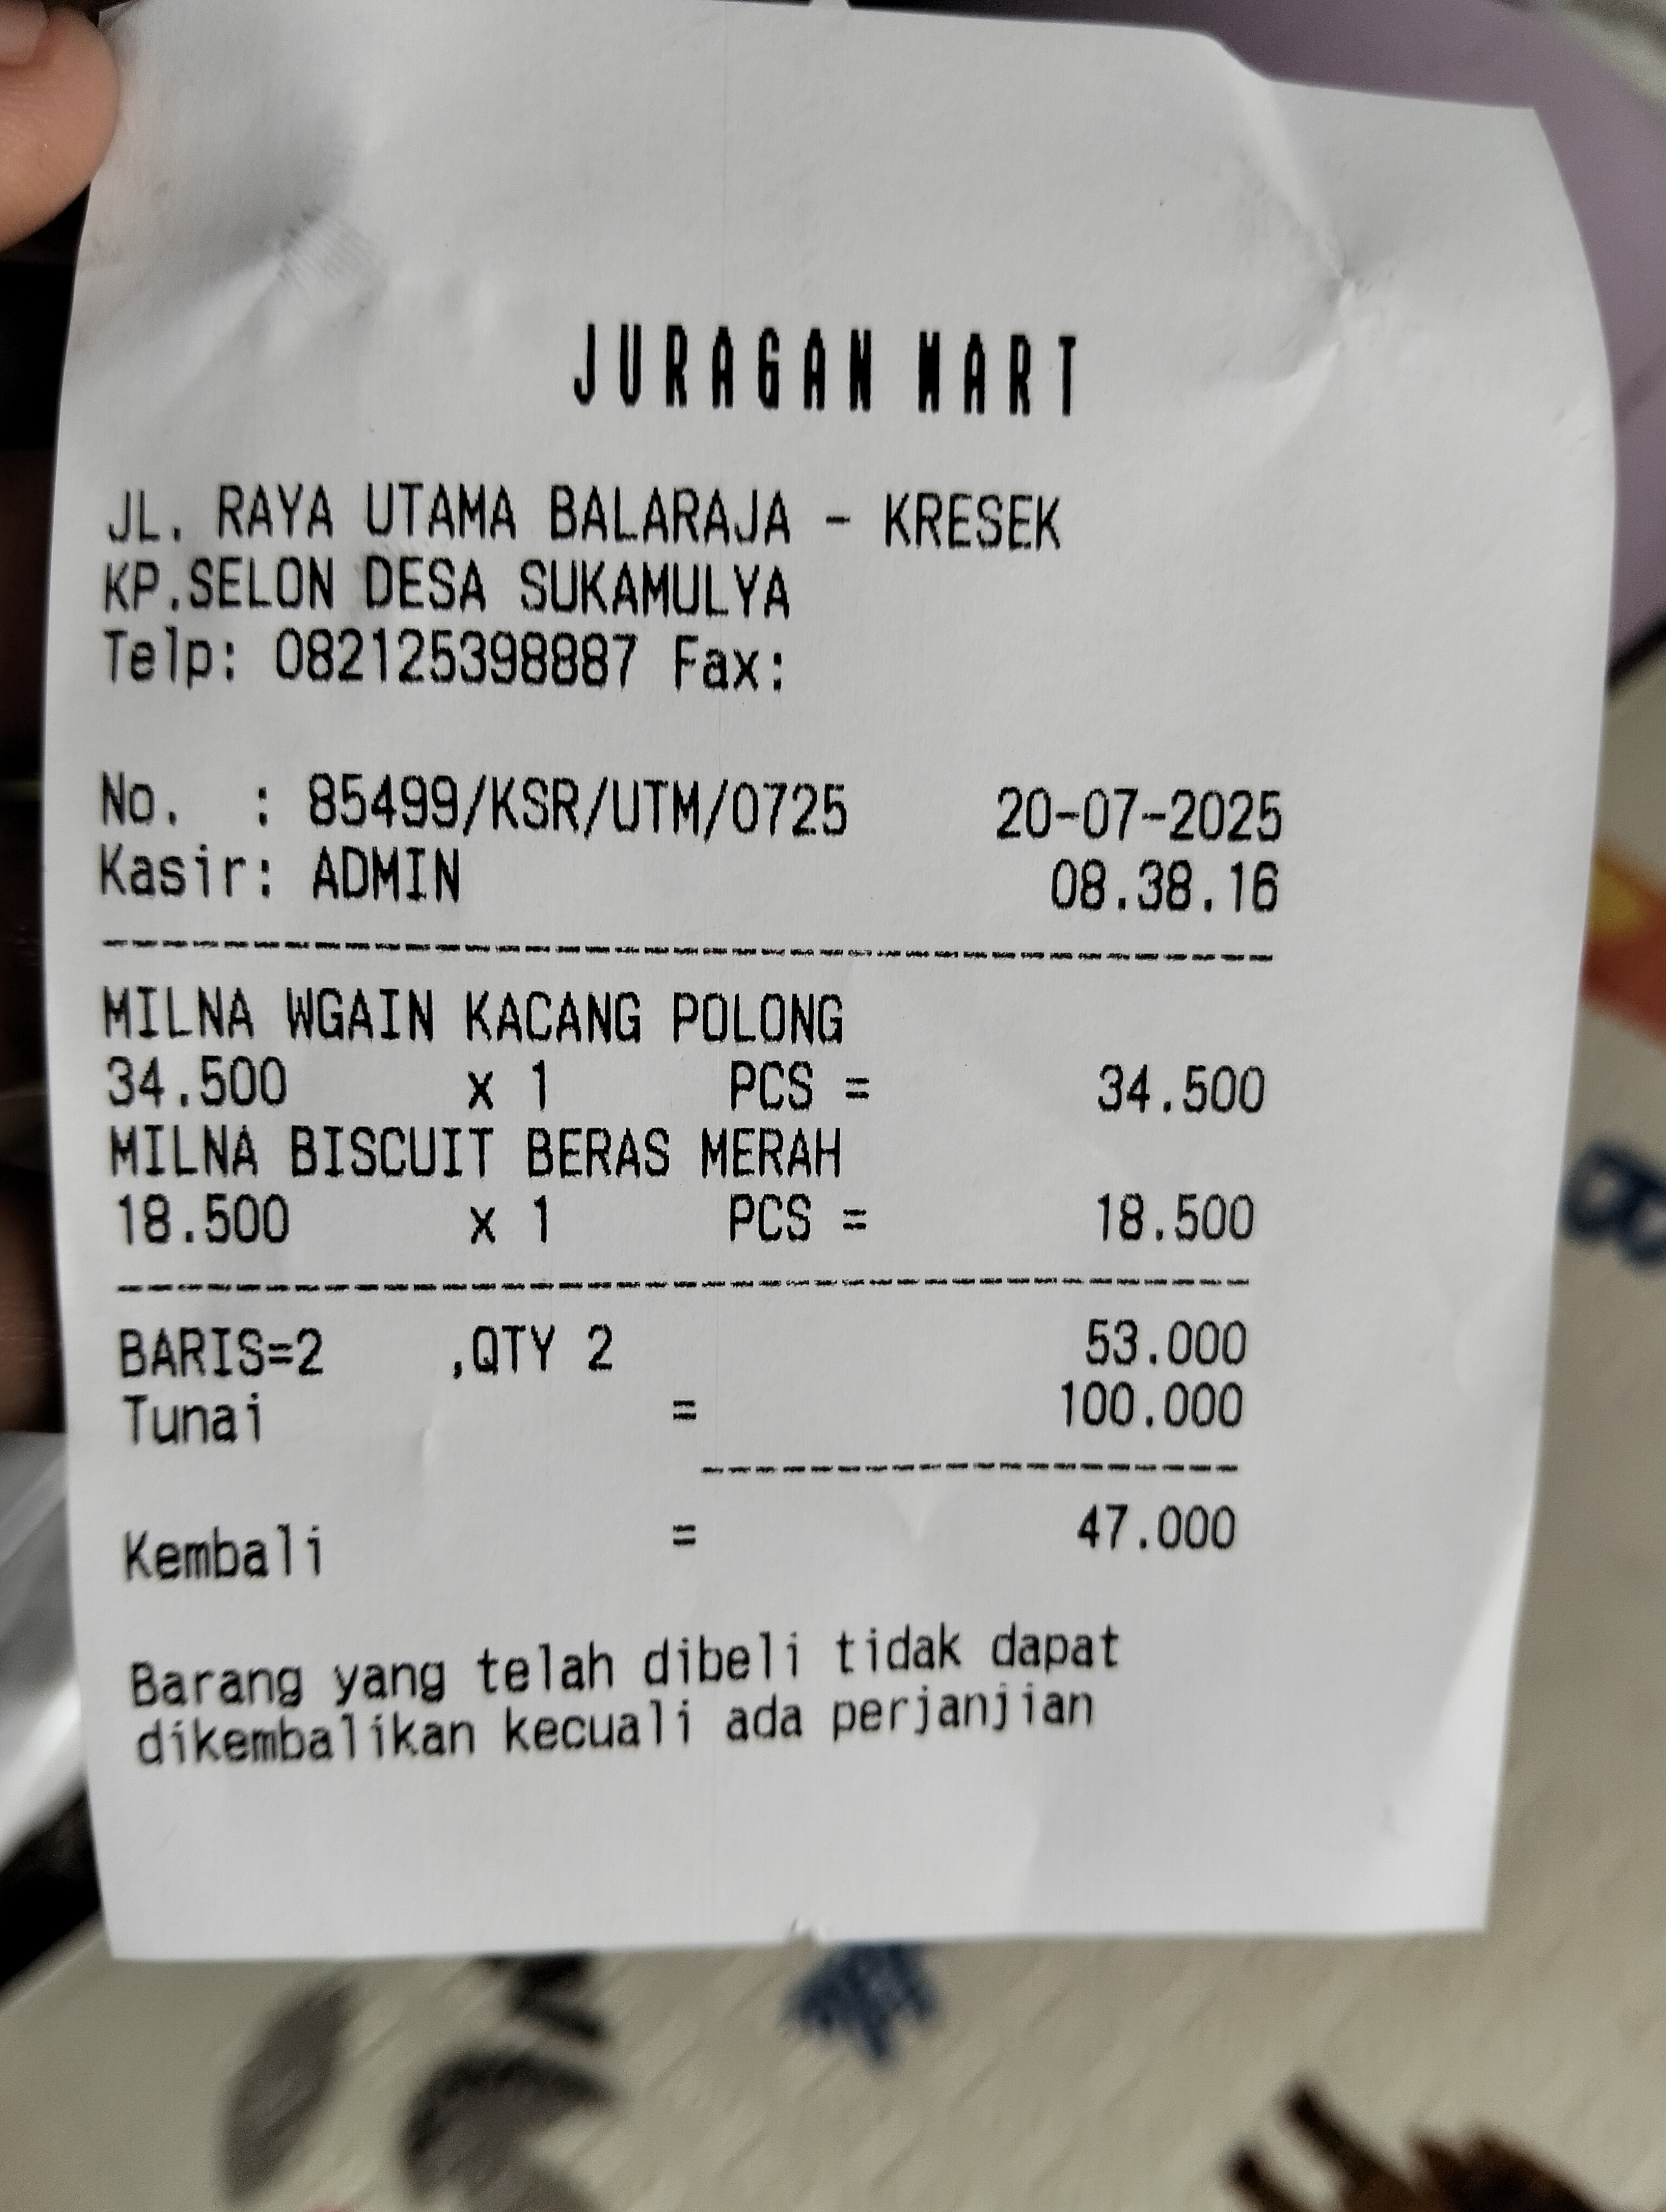 JURAGAN MART
JL. RAYA UTAMA BALARAJA - KRESEK
KP.SELON DESA SUKAMULYA
Telp: 082125398887 Fax:
No. : 85499/KSR/UTM/0725 20-07-2025
Kasir: ADMIN 08.38.16
MILNA WGAIN KACANG POLONG
34.500 x 1 PCS = 34.500
MILNA BISCUIT BERAS MERAH
18.500 x 1 PCS = 18.500
BARIS=2 ,QTY 2 53.000
Tunai = 100.000
Kembali = 47.000
Barang yang telah dibeli tidak dapat
dikembalikan kecuali ada perjanjian